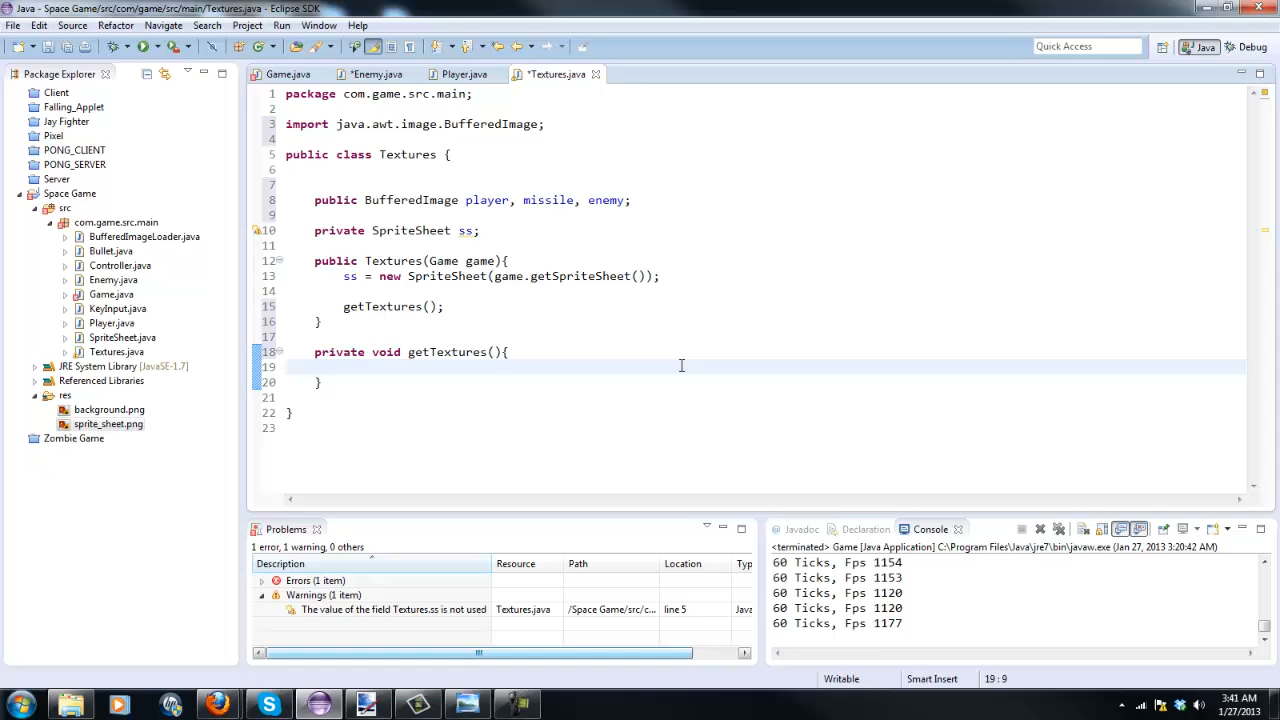 Java - Space Game/src/com/game/src/main/Textures.java - Eclipse SDK
File Edit Source Refactor Navigate Search Project Run Window Help
Quick Access
Java
Debug
Package Explorer
Game.java
*Enemy.java
Player.java
*Textures.java
Client
Falling_Applet
Jay Fighter
Pixel
PONG_CLIENT
PONG_SERVER
Server
Space Game
src
com.game.src.main
BufferedImageLoader.java
Bullet.java
Controller.java
Enemy.java
Game.java
KeyInput.java
Player.java
SpriteSheet.java
Textures.java
JRE System Library [JavaSE-1.7]
Referenced Libraries
res
background.png
sprite_sheet.png
Zombie Game
1 package com.game.src.main;
2
3 import java.awt.image.BufferedImage;
4
5 public class Textures {
6
7
8 public BufferedImage player, missile, enemy;
9
10 private SpriteSheet ss;
11
12 public Textures(Game game){
13 ss = new SpriteSheet(game.getSpriteSheet());
14
15 getTextures();
16 }
17
18 private void getTextures(){
19
20 }
21
22 }
23
Problems
1 error, 1 warning, 0 others
Description Resource Path Location Typ
Errors (1 item)
Warnings (1 item)
The value of the field Textures.ss is not used Textures.java /Space Game/src/c... line 5 Java
Javadoc Declaration Console
<terminated> Game [Java Application] C:\Program Files\Java\jre7\bin\javaw.exe (Jan 27, 2013 3:20:42 AM)
60 Ticks, Fps 1154
60 Ticks, Fps 1153
60 Ticks, Fps 1120
60 Ticks, Fps 1120
60 Ticks, Fps 1177
Writable Smart Insert 19 : 9
3:41 AM
1/27/2013